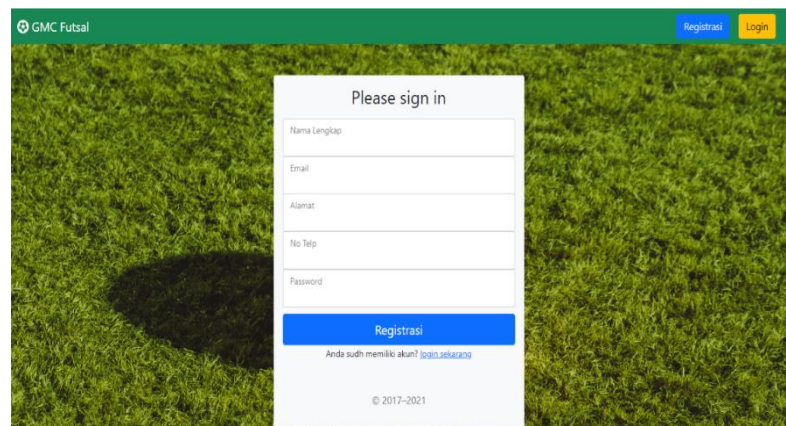 GMC Futsal
Registrasi
Login
Please sign in
Nama Lengkap
Email
Alamat
No Telp
Password
Registrasi
Anda sudh memiliki akun? login sekarang
© 2017–2021